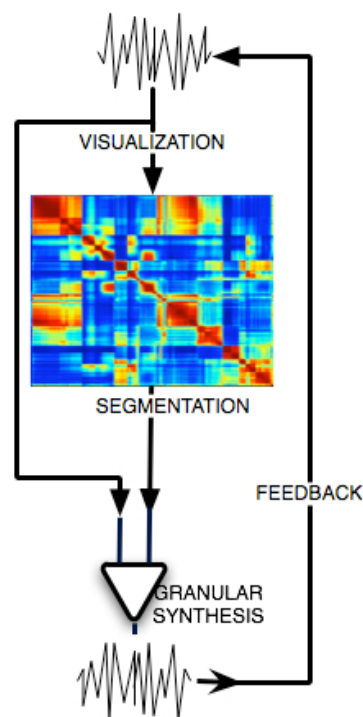 VISUALIZATION
SEGMENTATION
FEEDBACK
GRANULAR
SYNTHESIS